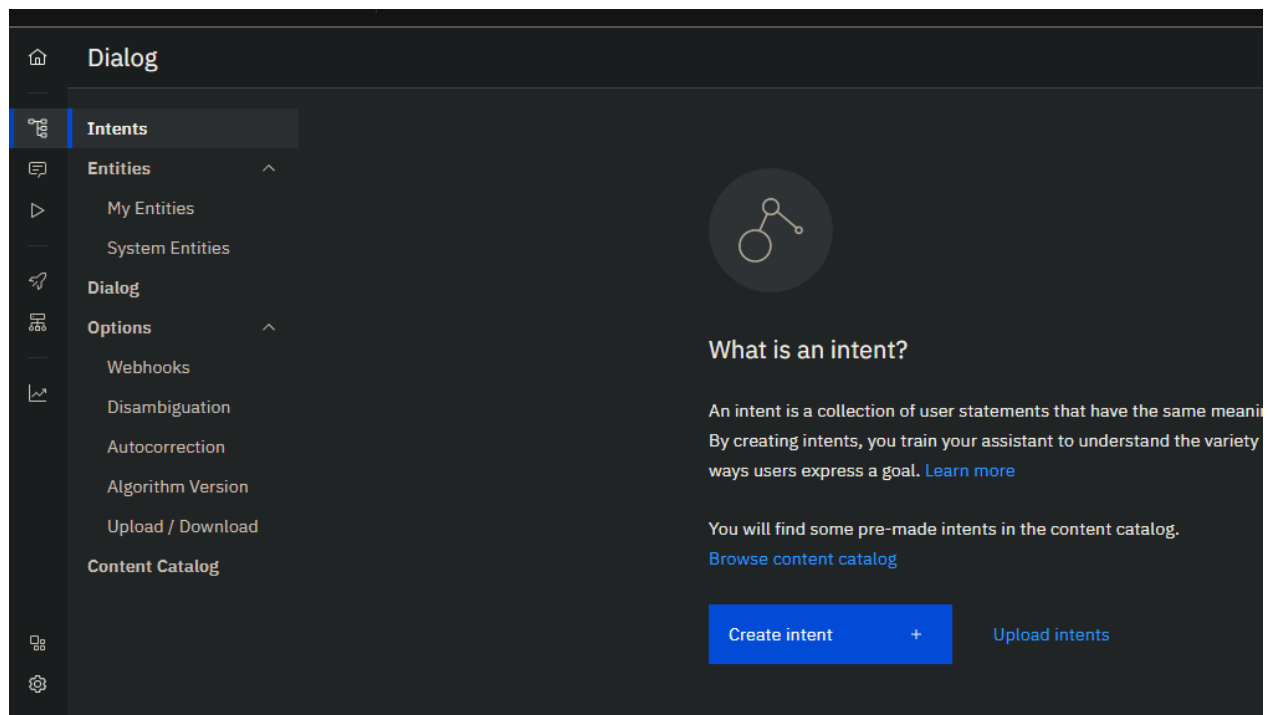 Dialog
Intents
Entities
My Entities
System Entities
Dialog
Options
Webhooks
Disambiguation
Autocorrection
Algorithm Version
Upload / Download
Content Catalog
What is an intent?
An intent is a collection of user statements that have the same meani
By creating intents, you train your assistant to understand the variety
ways users express a goal. Learn more
You will find some pre-made intents in the content catalog.
Browse content catalog
Create intent +
Upload intents